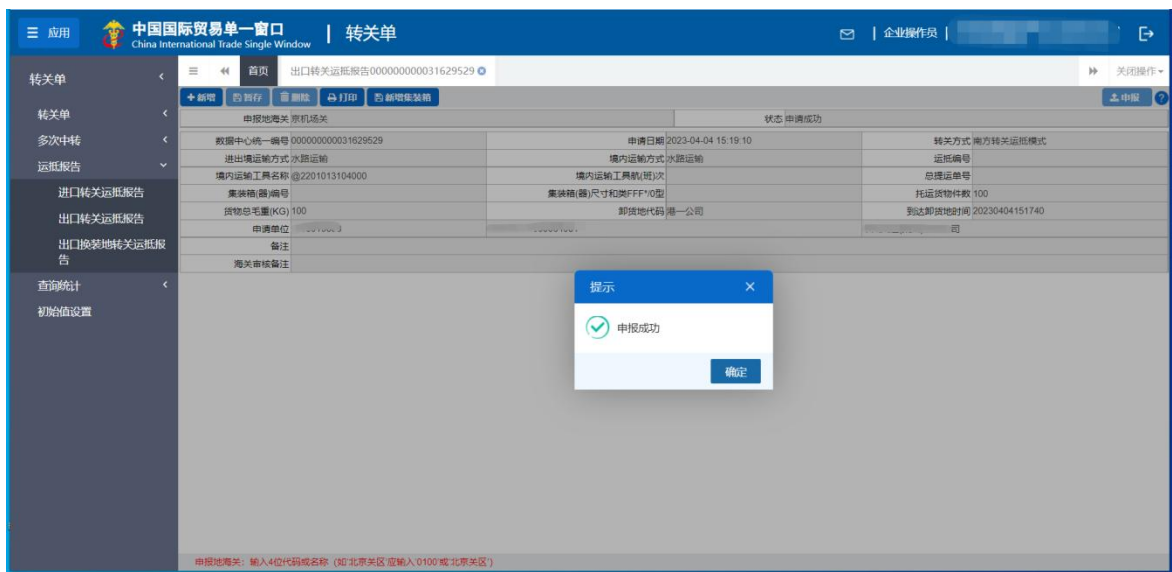 应用
中国国际贸易单一窗口
China International Trade Single Window
转关单
企业操作员
转关单
首页 出口转关运抵报告000000000031629529
关闭操作
新增 暂存 删除 打印 新增集装箱 申报
申报地海关 京机场关 状态 申请成功
转关单
多次中转
运抵报告
进口转关运抵报告
出口转关运抵报告
出口换装地转关运抵报
告
查询统计
初始值设置
数据中心统一编号 000000000031629529 申请日期 2023-04-04 15:19:10 转关方式 南方转关运抵模式
进出境运输方式 水路运输 境内运输方式 水路运输 运抵编号
境内运输工具名称 @2201013104000 境内运输工具航(班)次 总提运单号
集装箱(器)编号 集装箱(器)尺寸和类FFF*/0型 托运货物件数 100
货物总毛重(KG) 100 卸货地代码 港一公司 到达卸货地时间 20230404151740
申请单位 司
备注
海关审核备注
提示
申报成功
确定
申报地海关：输入4位代码或名称 (如'北京关区'应输入'0100'或'北京关区')